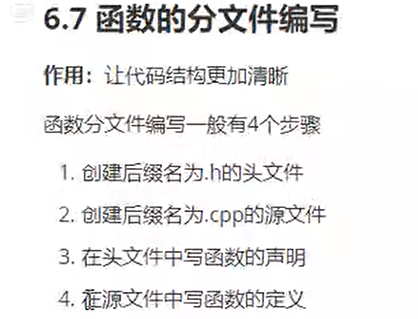 6.7 函数的分文件编写
作用：让代码结构更加清晰
函数分文件编写一般有4个步骤
1. 创建后缀名为.h的头文件
2. 创建后缀名为.cpp的源文件
3. 在头文件中写函数的声明
4. 在源文件中写函数的定义